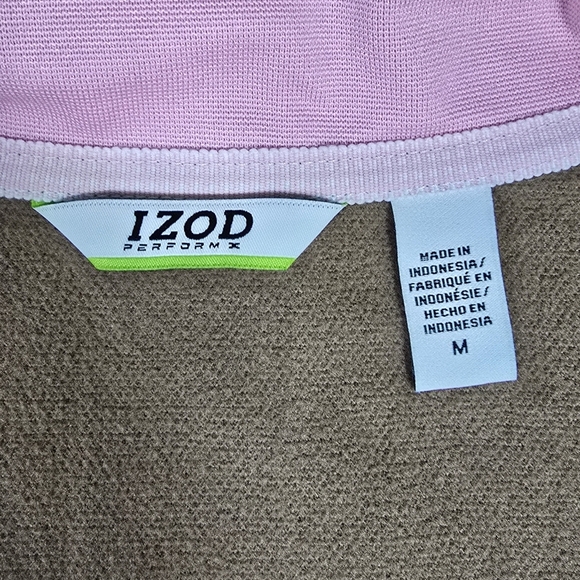 IZOD
PERFORM X
MADE IN
INDONESIA/
FABRIQUÉ EN
INDONÉSIE/
HECHO EN
INDONESIA
M